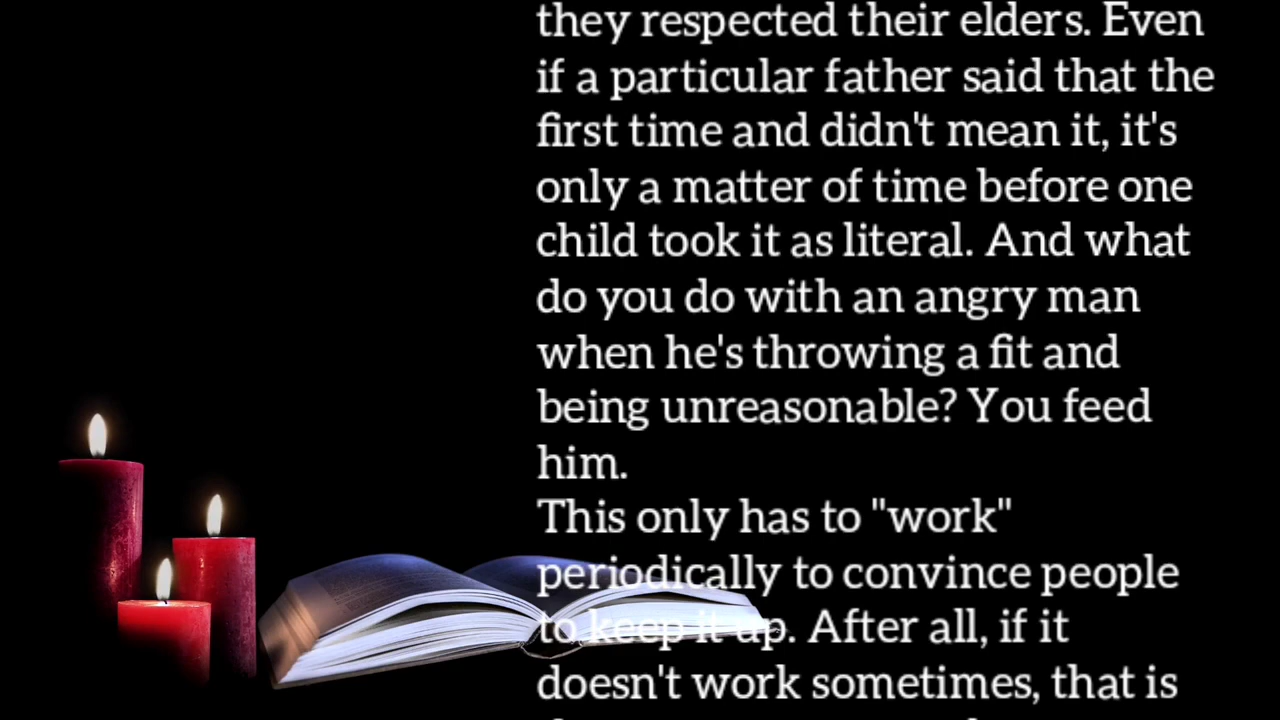 they respected their elders. Even
if a particular father said that the
first time and didn't mean it, it's
only a matter of time before one
child took it as literal. And what
do you do with an angry man
when he's throwing a fit and
being unreasonable? You feed
him.
This only has to "work"
periodically to convince people
to keep it up. After all, if it
doesn't work sometimes, that is